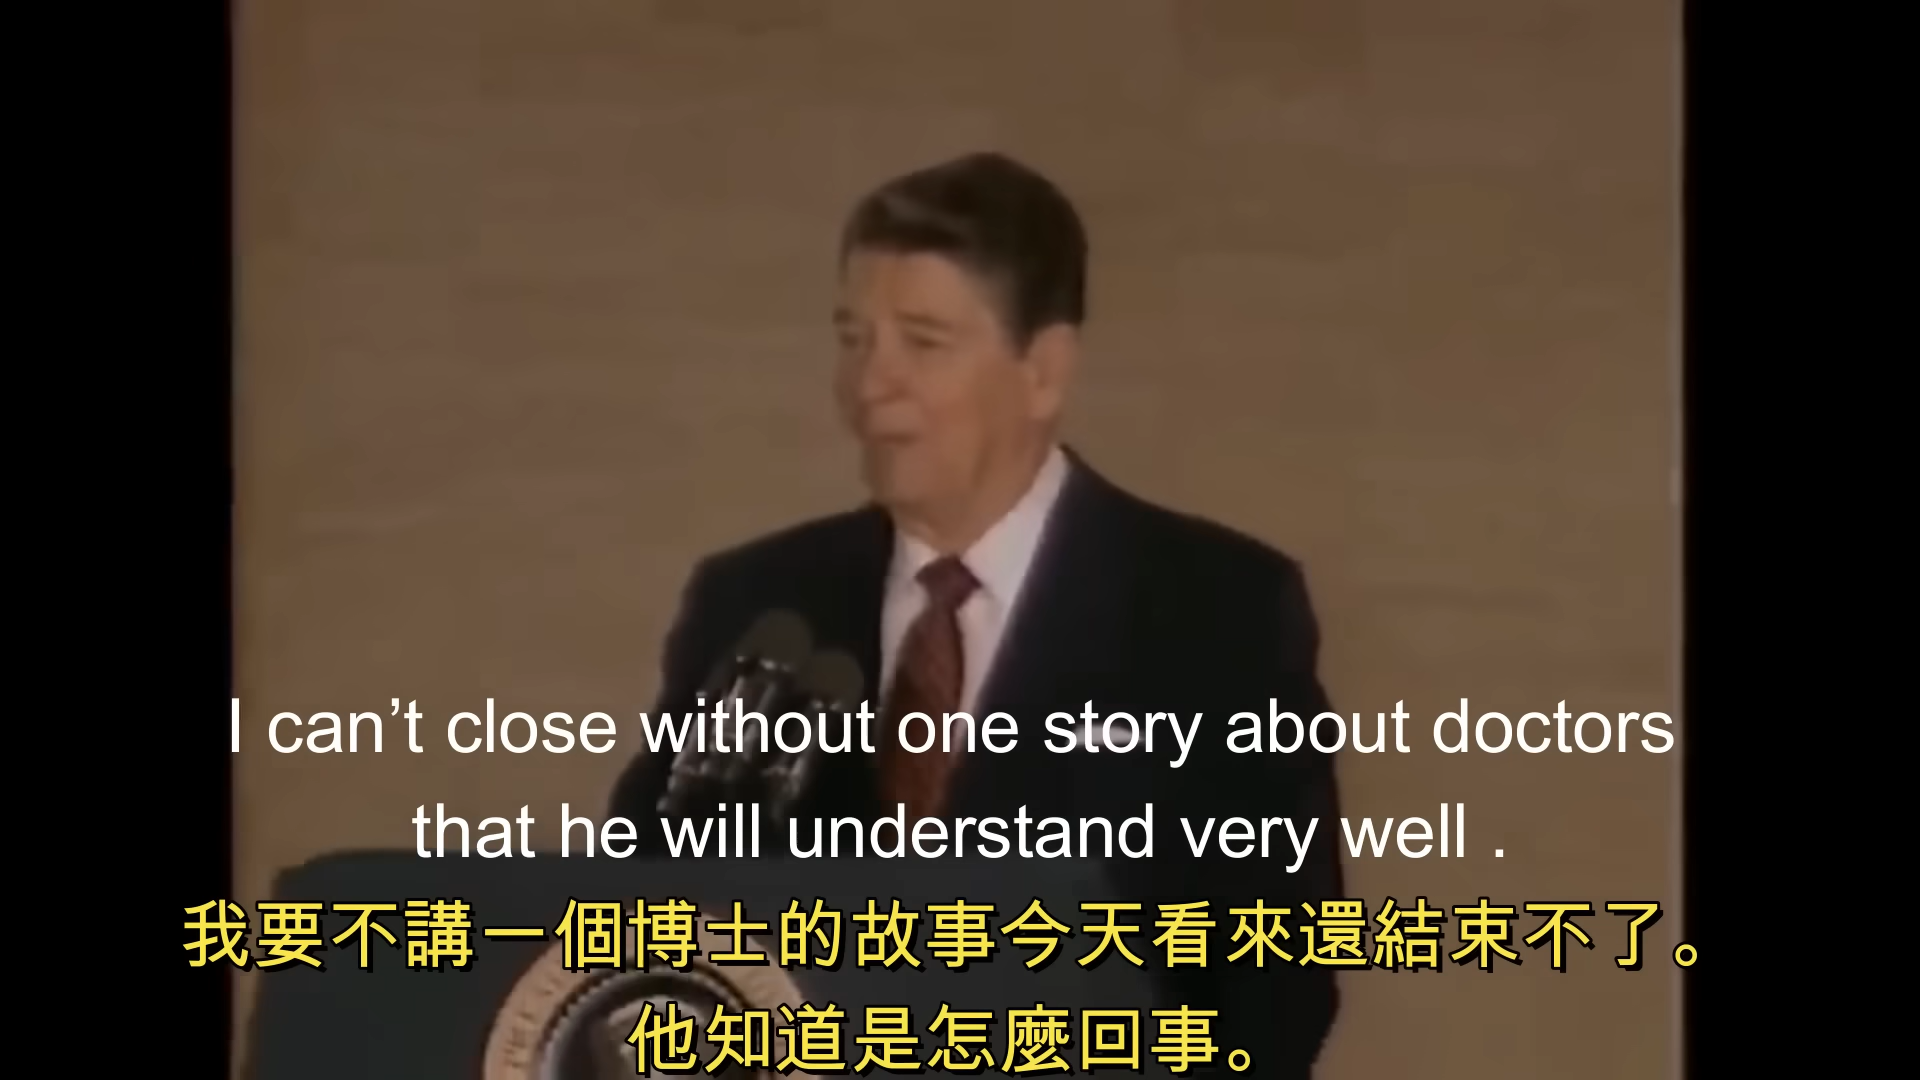 I can’t close without one story about doctors
that he will understand very well .
我要不講一個博士的故事今天看來還結束不了。
他知道是怎麼回事。